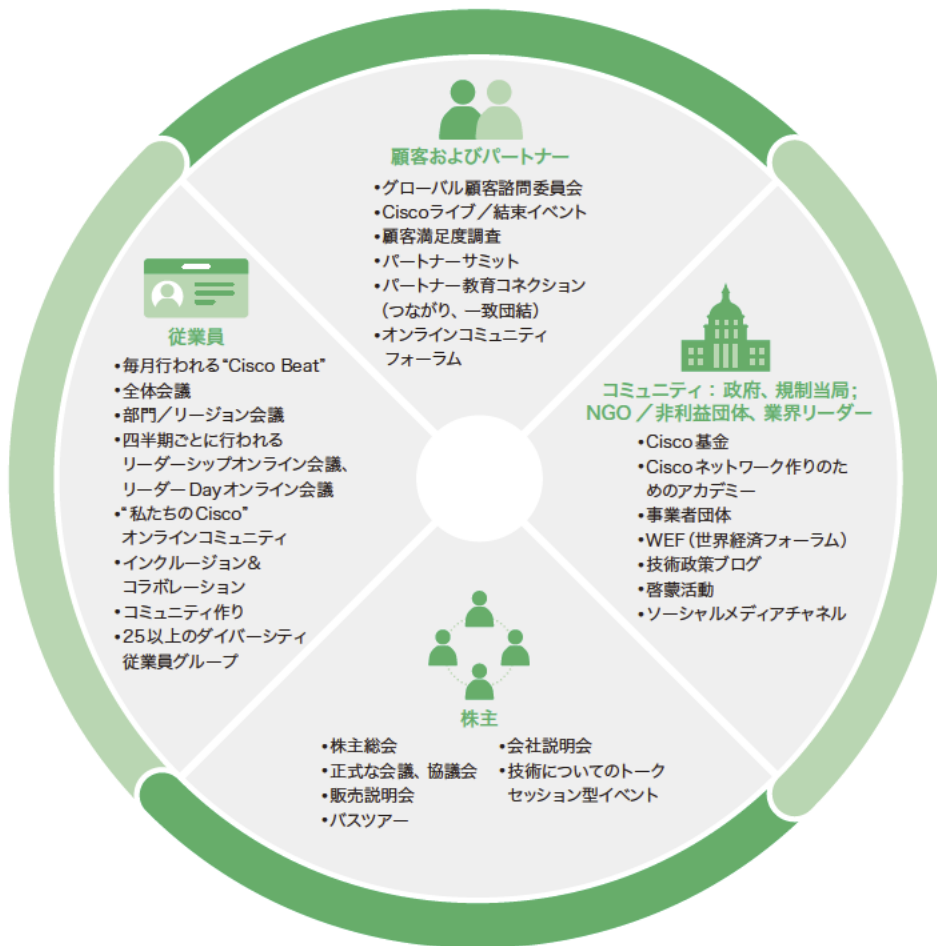 顧客およびパートナー
•グローバル顧客諮問委員会
•Ciscoライブ／結束イベント
•顧客満足度調査
•パートナーサミット
•パートナー教育コネクション
（つながり、一致団結）
•オンラインコミュニティ
フォーラム
従業員
•毎月行われる“Cisco Beat”
•全体会議
•部門／リージョン会議
•四半期ごとに行われる
リーダーシップオンライン会議、
リーダーDayオンライン会議
•“私たちのCisco”
オンラインコミュニティ
•インクルージョン&
コラボレーション
•コミュニティ作り
•25以上のダイバーシティ
従業員グループ
コミュニティ：政府、規制当局；
NGO／非利益団体、業界リーダー
•Cisco基金
•Ciscoネットワーク作りのた
めのアカデミー
•事業者団体
•WEF（世界経済フォーラム）
•技術政策ブログ
•啓蒙活動
•ソーシャルメディアチャネル
株主
•株主総会
•正式な会議、協議会
•販売説明会
•バスツアー
•会社説明会
•技術についてのトーク
セッション型イベント